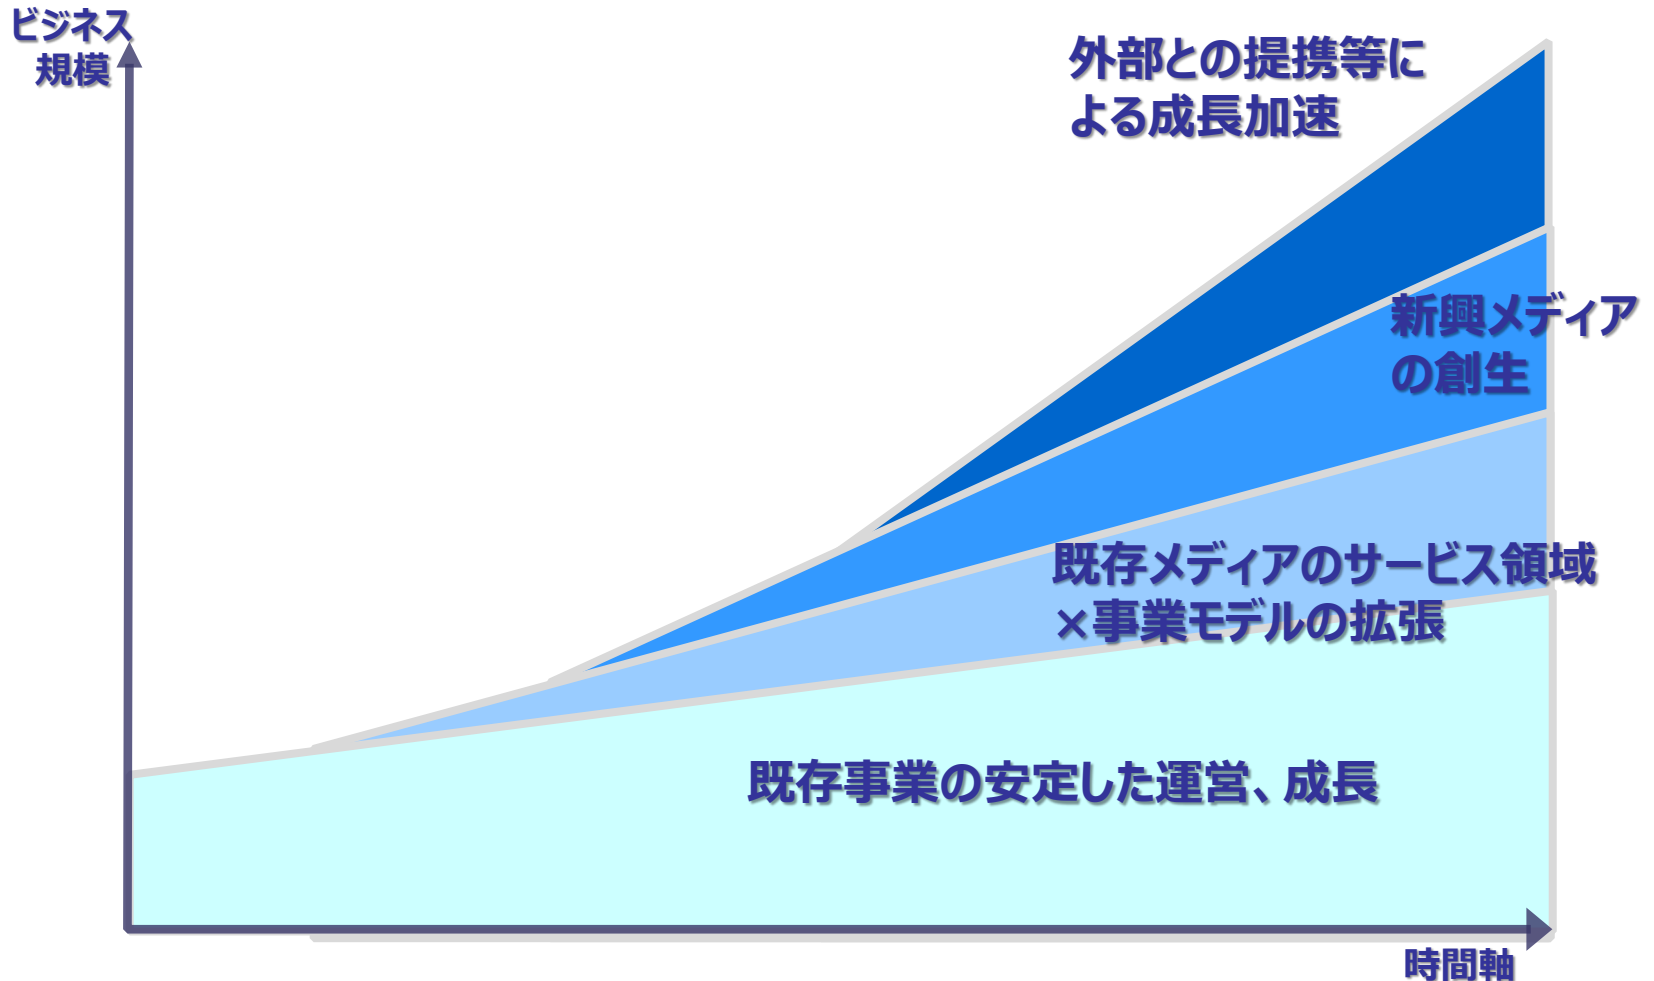 ビジネス
規模
外部との提携等に
よる成長加速
新興メディア
の創生
既存メディアのサービス領域
×事業モデルの拡張
既存事業の安定した運営、成長
時間軸